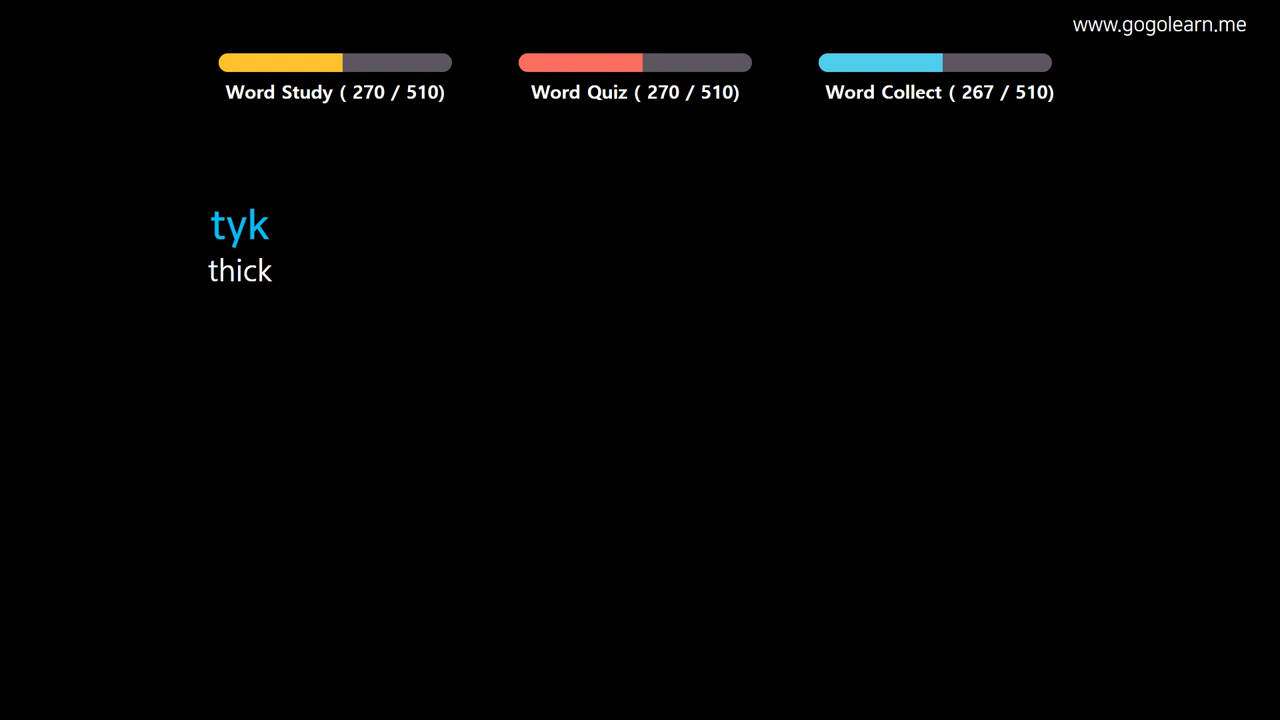 www.gogolearn.me
Word Study ( 270 / 510)
Word Quiz ( 270 / 510)
Word Collect ( 267 / 510)
tyk
thick